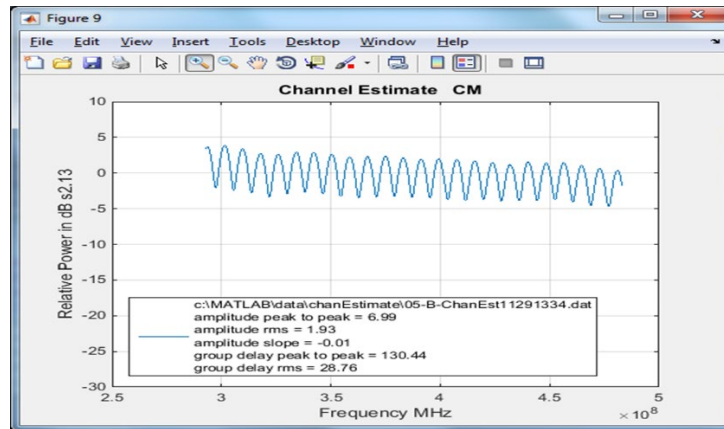 Figure 9
File Edit View Insert Tools Desktop Window Help
Channel Estimate CM
10
5
0
-5
-10
-15
-20
-25
-30
Relative Power in dB s2.13
c:\MATLAB\data\chanEstimate\05-B-ChanEst11291334.dat
amplitude peak to peak = 6.99
amplitude rms = 1.93
amplitude slope = -0.01
group delay peak to peak = 130.44
group delay rms = 28.76
2.5 3 3.5 4 4.5 5
Frequency MHz
× 10⁸